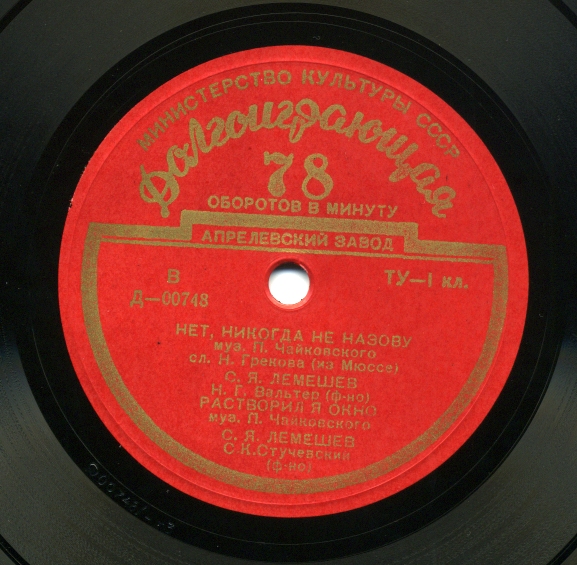 МИНИСТЕРСТВО КУЛЬТУРЫ СССР
Долгоиграющая
78
ОБОРОТОВ В МИНУТУ
АПРЕЛЕВСКИЙ ЗАВОД
В
Д—00748
ТУ—1 кл.
НЕТ, НИКОГДА НЕ НАЗОВУ
муз. П. Чайковского
сл. Н. Грекова (из Мюссе)
С. Я. ЛЕМЕШЕВ
Н. Г. Вальтер (ф-но)
РАСТВОРИЛ Я ОКНО
муз. П. Чайковского
С. Я. ЛЕМЕШЕВ
С.К.Стучевский
(ф-но)